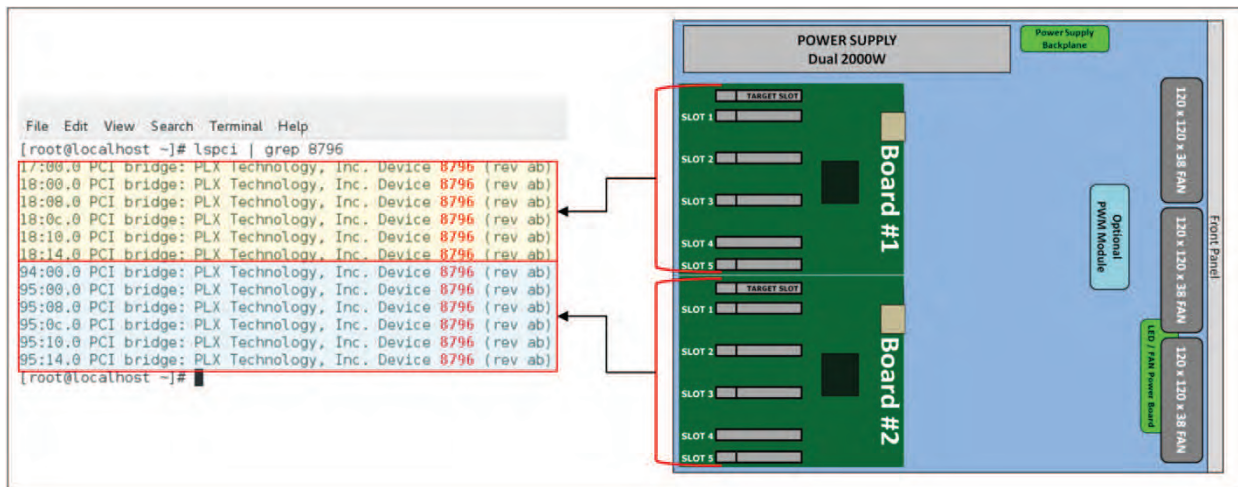 File Edit View Search Terminal Help
[root@localhost ~]# lspci | grep 8796
17:00.0 PCI bridge: PLX Technology, Inc. Device 8796 (rev ab)
18:00.0 PCI bridge: PLX Technology, Inc. Device 8796 (rev ab)
18:08.0 PCI bridge: PLX Technology, Inc. Device 8796 (rev ab)
18:0c.0 PCI bridge: PLX Technology, Inc. Device 8796 (rev ab)
18:10.0 PCI bridge: PLX Technology, Inc. Device 8796 (rev ab)
18:14.0 PCI bridge: PLX Technology, Inc. Device 8796 (rev ab)
94:00.0 PCI bridge: PLX Technology, Inc. Device 8796 (rev ab)
95:00.0 PCI bridge: PLX Technology, Inc. Device 8796 (rev ab)
95:08.0 PCI bridge: PLX Technology, Inc. Device 8796 (rev ab)
95:0c.0 PCI bridge: PLX Technology, Inc. Device 8796 (rev ab)
95:10.0 PCI bridge: PLX Technology, Inc. Device 8796 (rev ab)
95:14.0 PCI bridge: PLX Technology, Inc. Device 8796 (rev ab)
[root@localhost ~]#
POWER SUPPLY
Dual 2000W
Power Supply
Backplane
TARGET SLOT
SLOT 1
SLOT 2
SLOT 3
SLOT 4
SLOT 5
Board #1
TARGET SLOT
SLOT 1
SLOT 2
SLOT 3
SLOT 4
SLOT 5
Board #2
Optional
PWM Module
120 x 120 x 38 FAN
120 x 120 x 38 FAN
120 x 120 x 38 FAN
LED / FAN Power Board
Front Panel